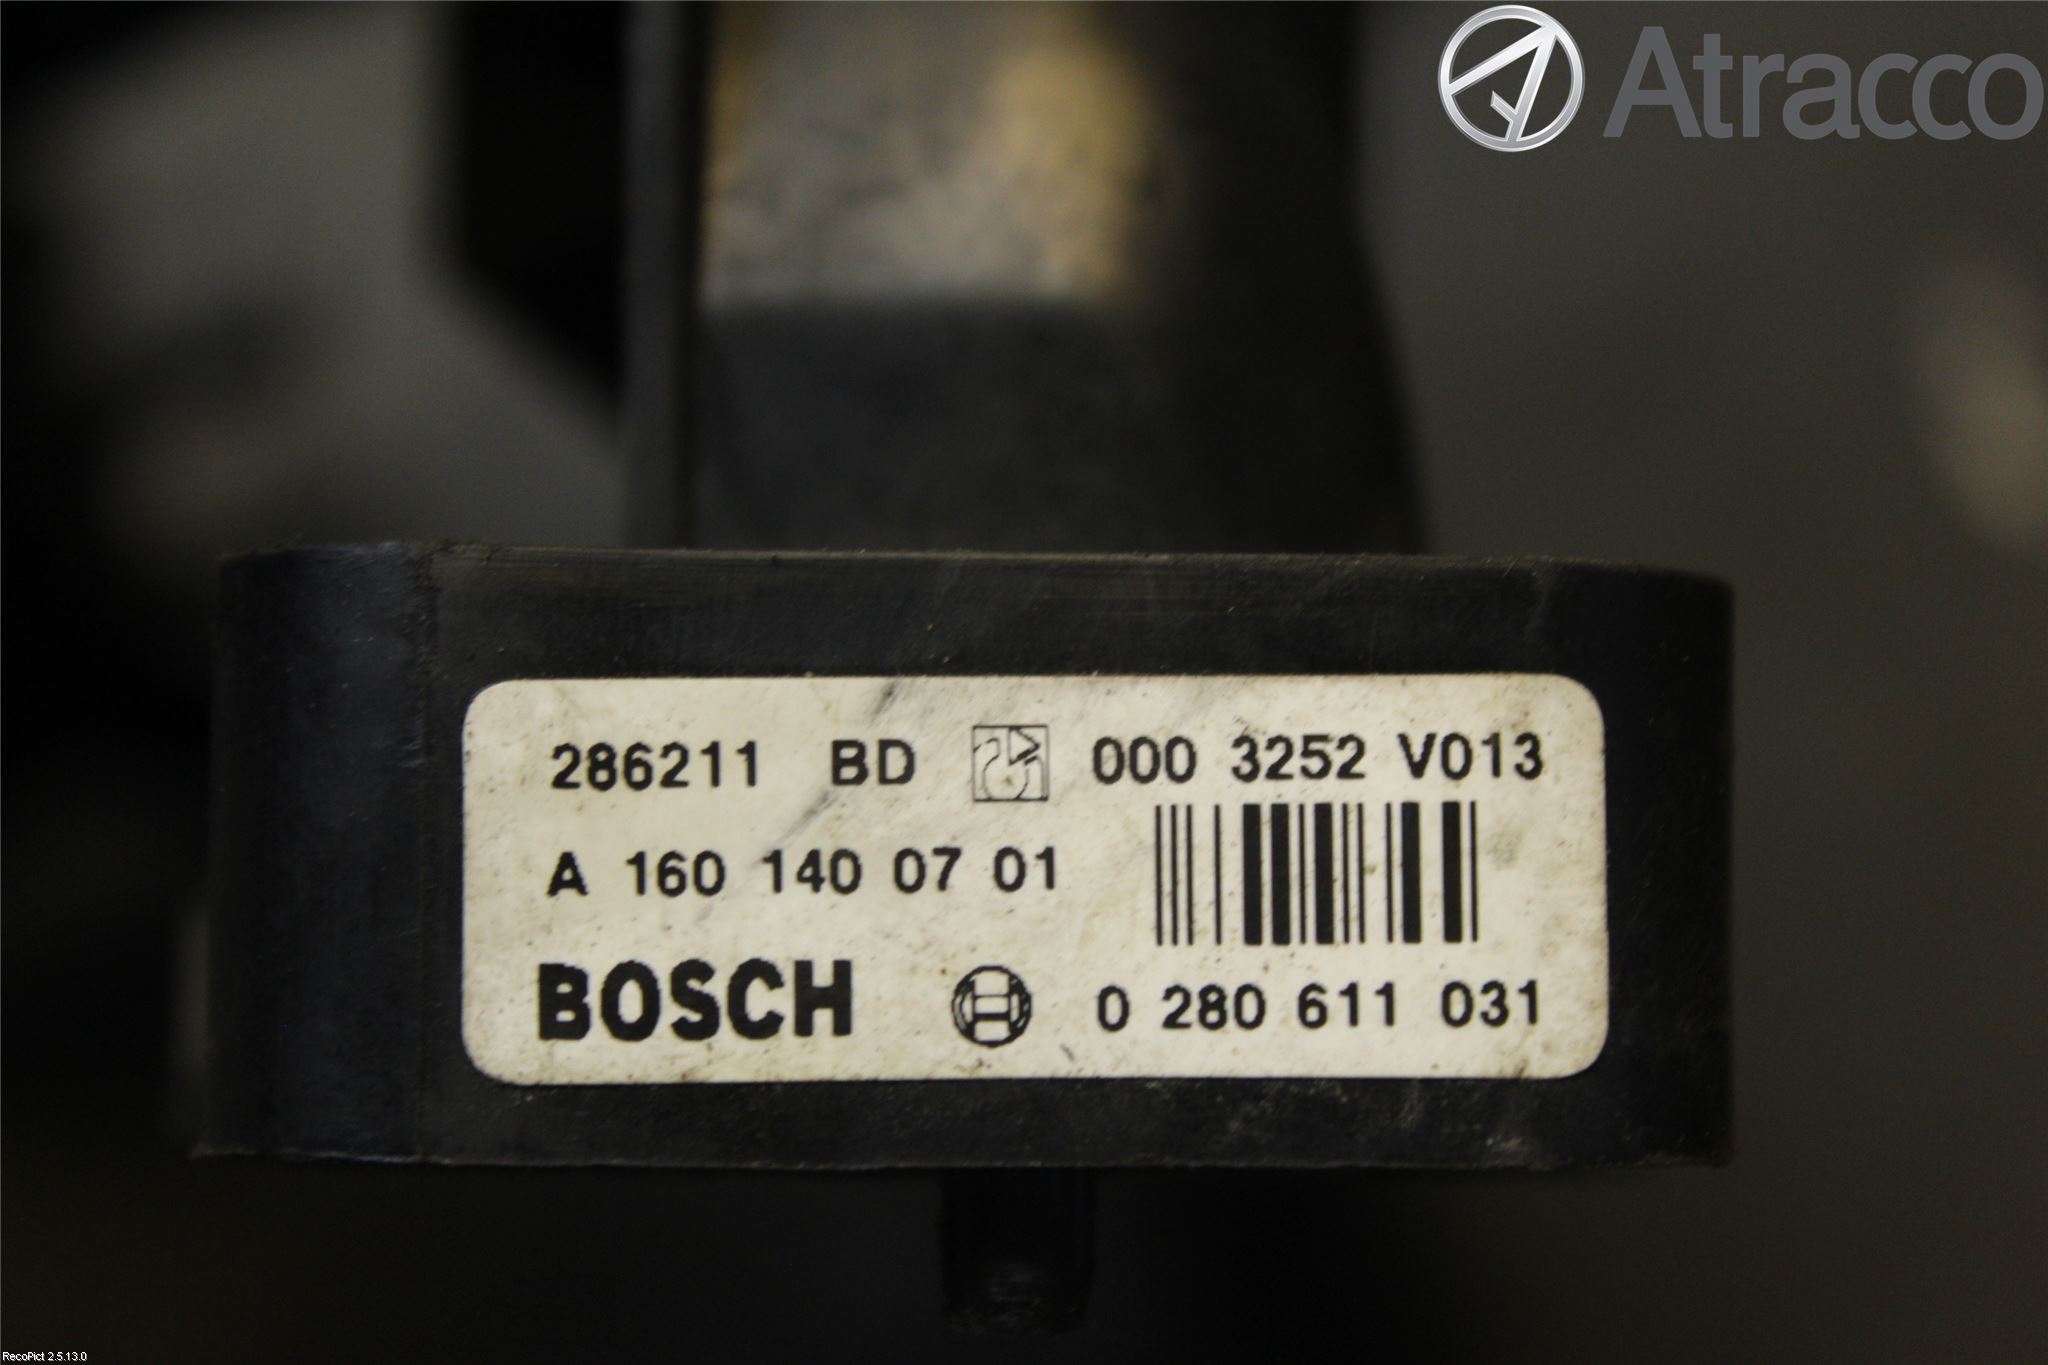 Atracco
286211 BD 000 3252 V013
A 160 140 07 01
BOSCH 0 280 611 031
RecoPict 2.5.13.0